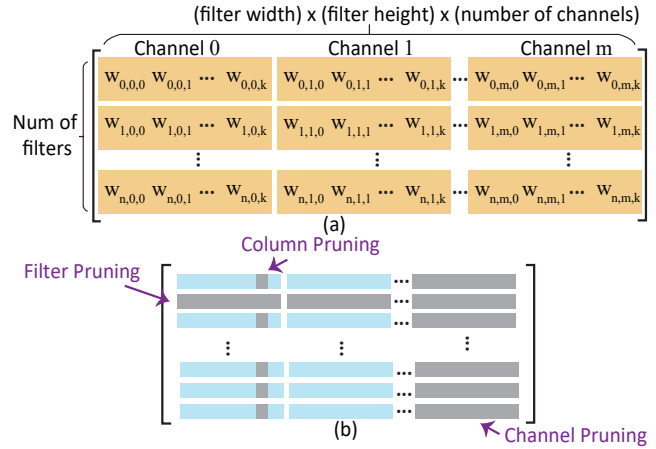 (filter width) x (filter height) x (number of channels)
Channel 0 Channel 1 Channel m
W0,0,0 W0,0,1 ··· W0,0,k W0,1,0 W0,1,1 ··· W0,1,k ··· W0,m,0 W0,m,1 ··· W0,m,k
Num of filters
W1,0,0 W1,0,1 ··· W1,0,k W1,1,0 W1,1,1 ··· W1,1,k W1,m,0 W1,m,1 ··· W1,m,k
⋮ ⋮ ⋮
Wn,0,0 Wn,0,1 ··· Wn,0,k Wn,1,0 Wn,1,1 ··· Wn,1,k ··· Wn,m,0 Wn,m,1 ··· Wn,m,k
(a)
Column Pruning
Filter Pruning
···
···
···
⋮ ⋮ ⋮
···
···
···
(b)
Channel Pruning